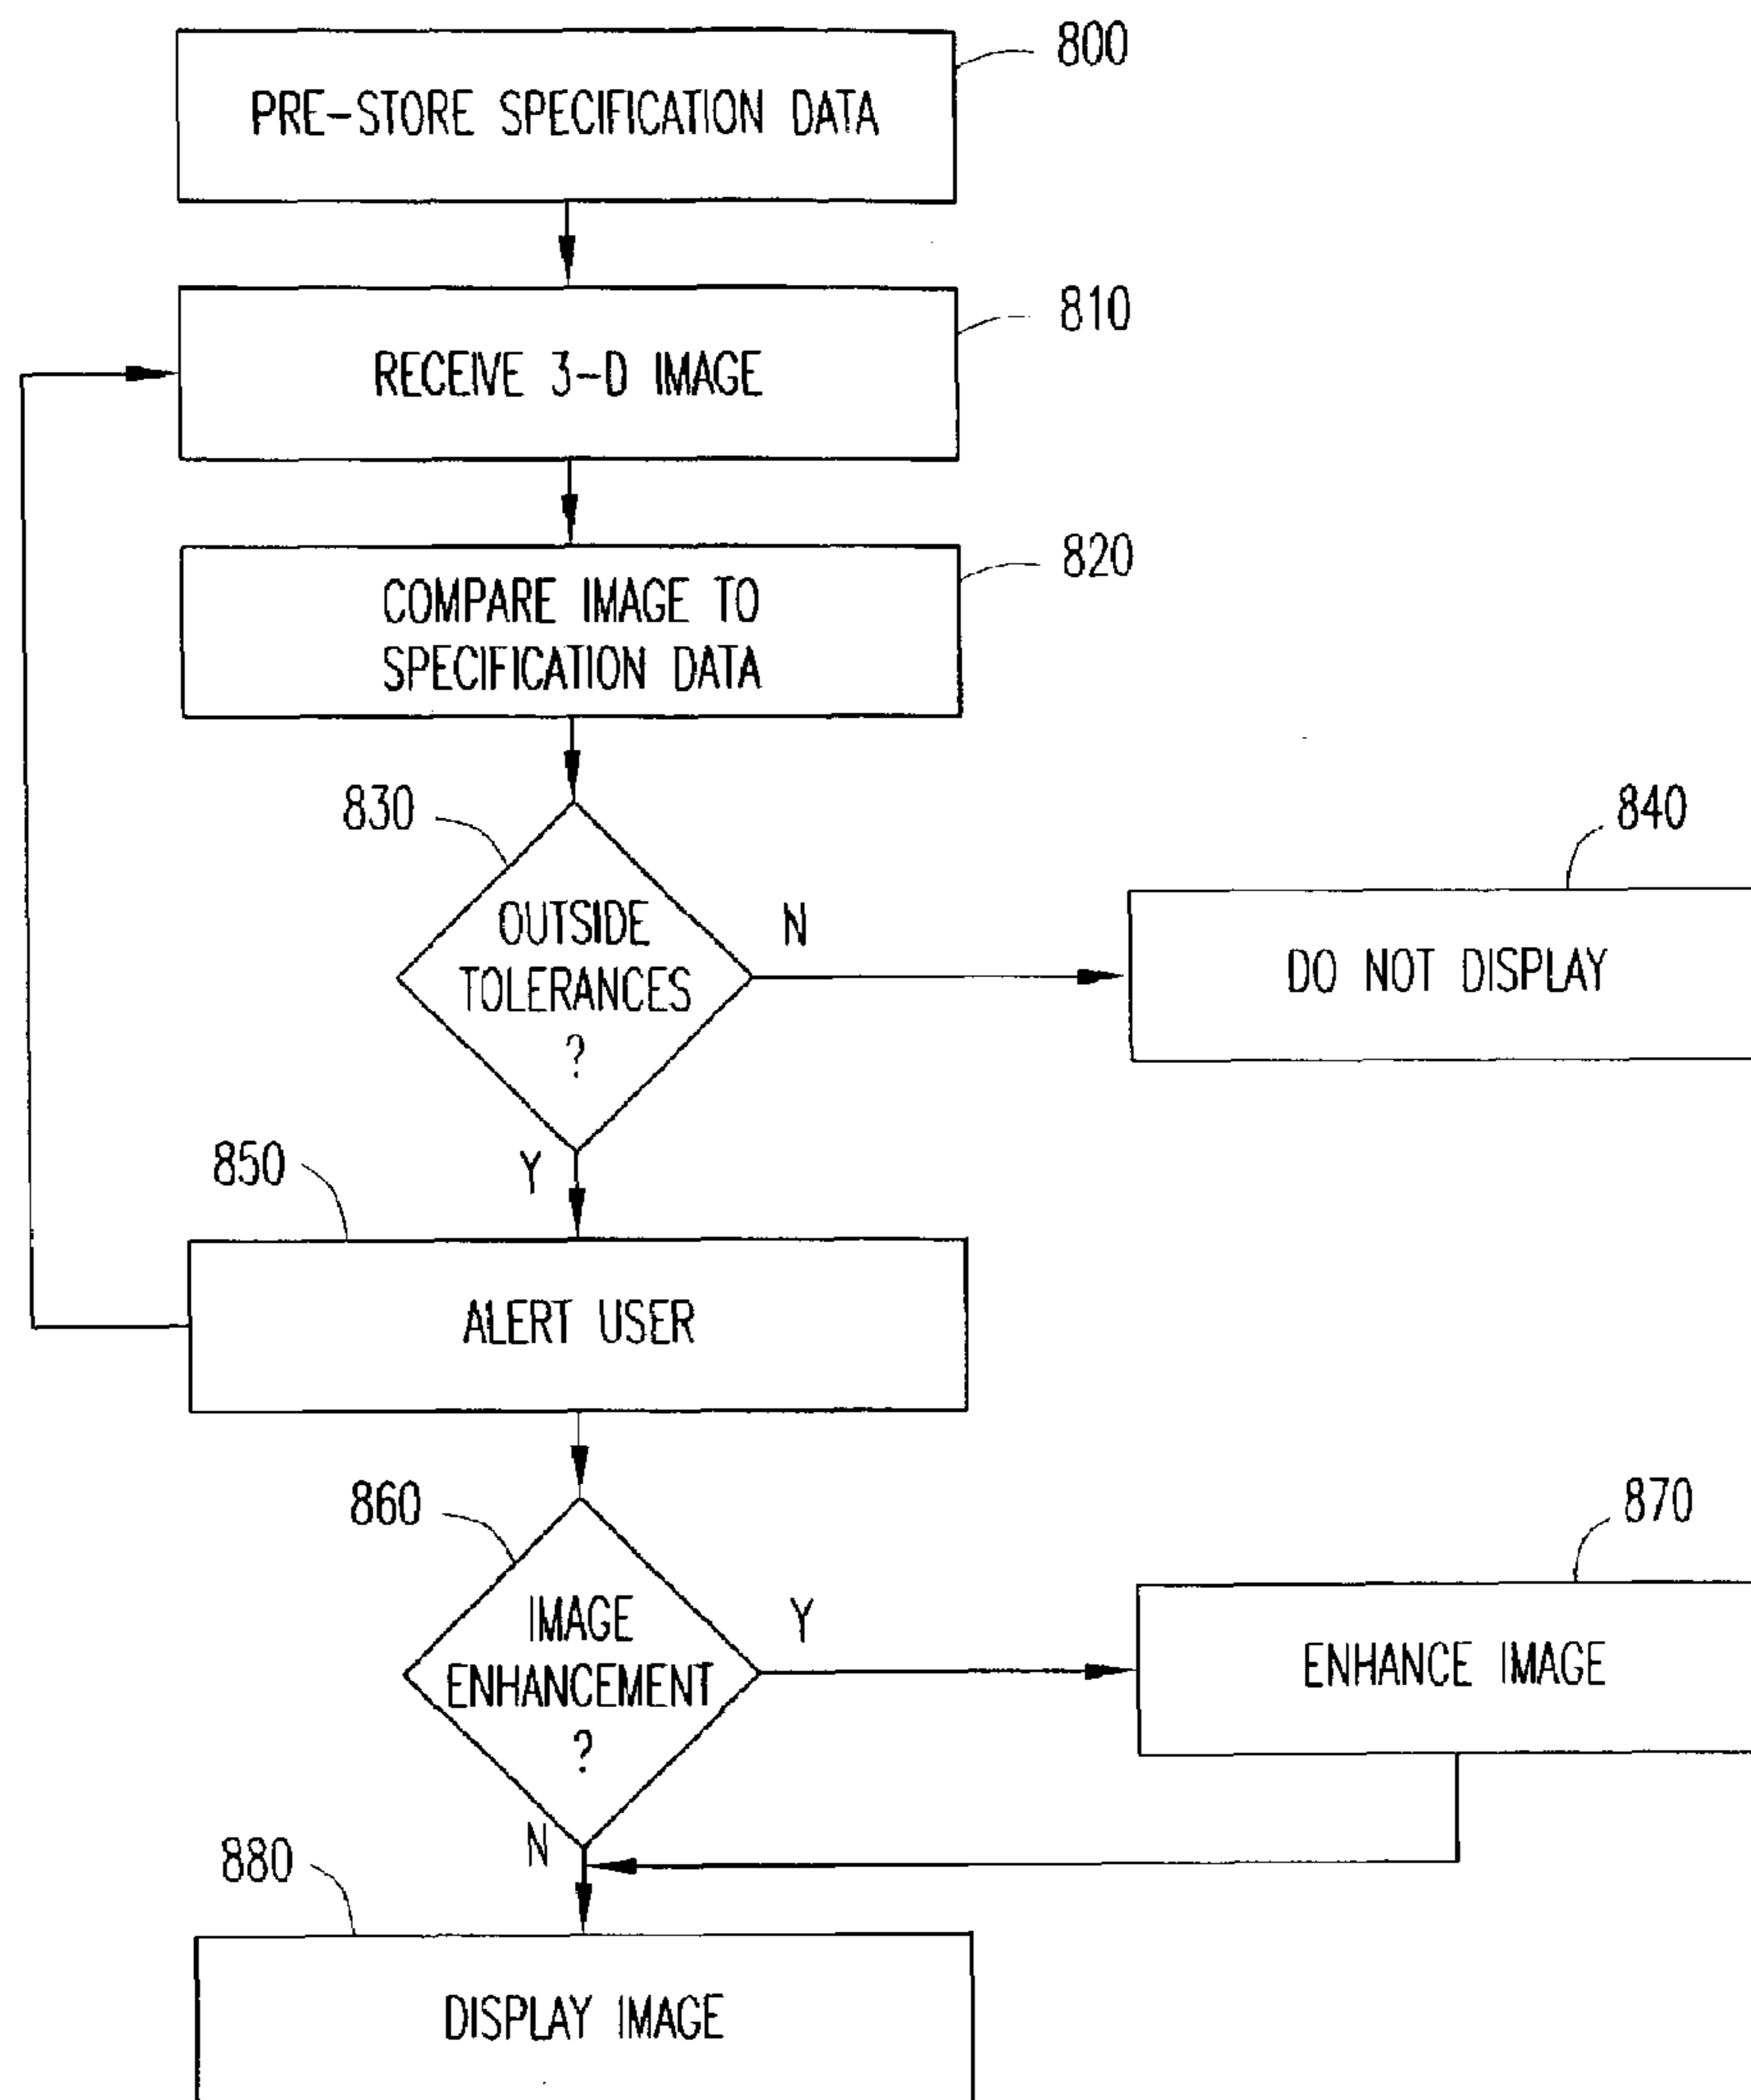 800
PRE-STORE SPECIFICATION DATA
810
RECEIVE 3-D IMAGE
820
COMPARE IMAGE TO
SPECIFICATION DATA
830
OUTSIDE
TOLERANCES
?
N
840
DO NOT DISPLAY
Y
850
ALERT USER
860
IMAGE
ENHANCEMENT
?
Y
870
ENHANCE IMAGE
N
880
DISPLAY IMAGE